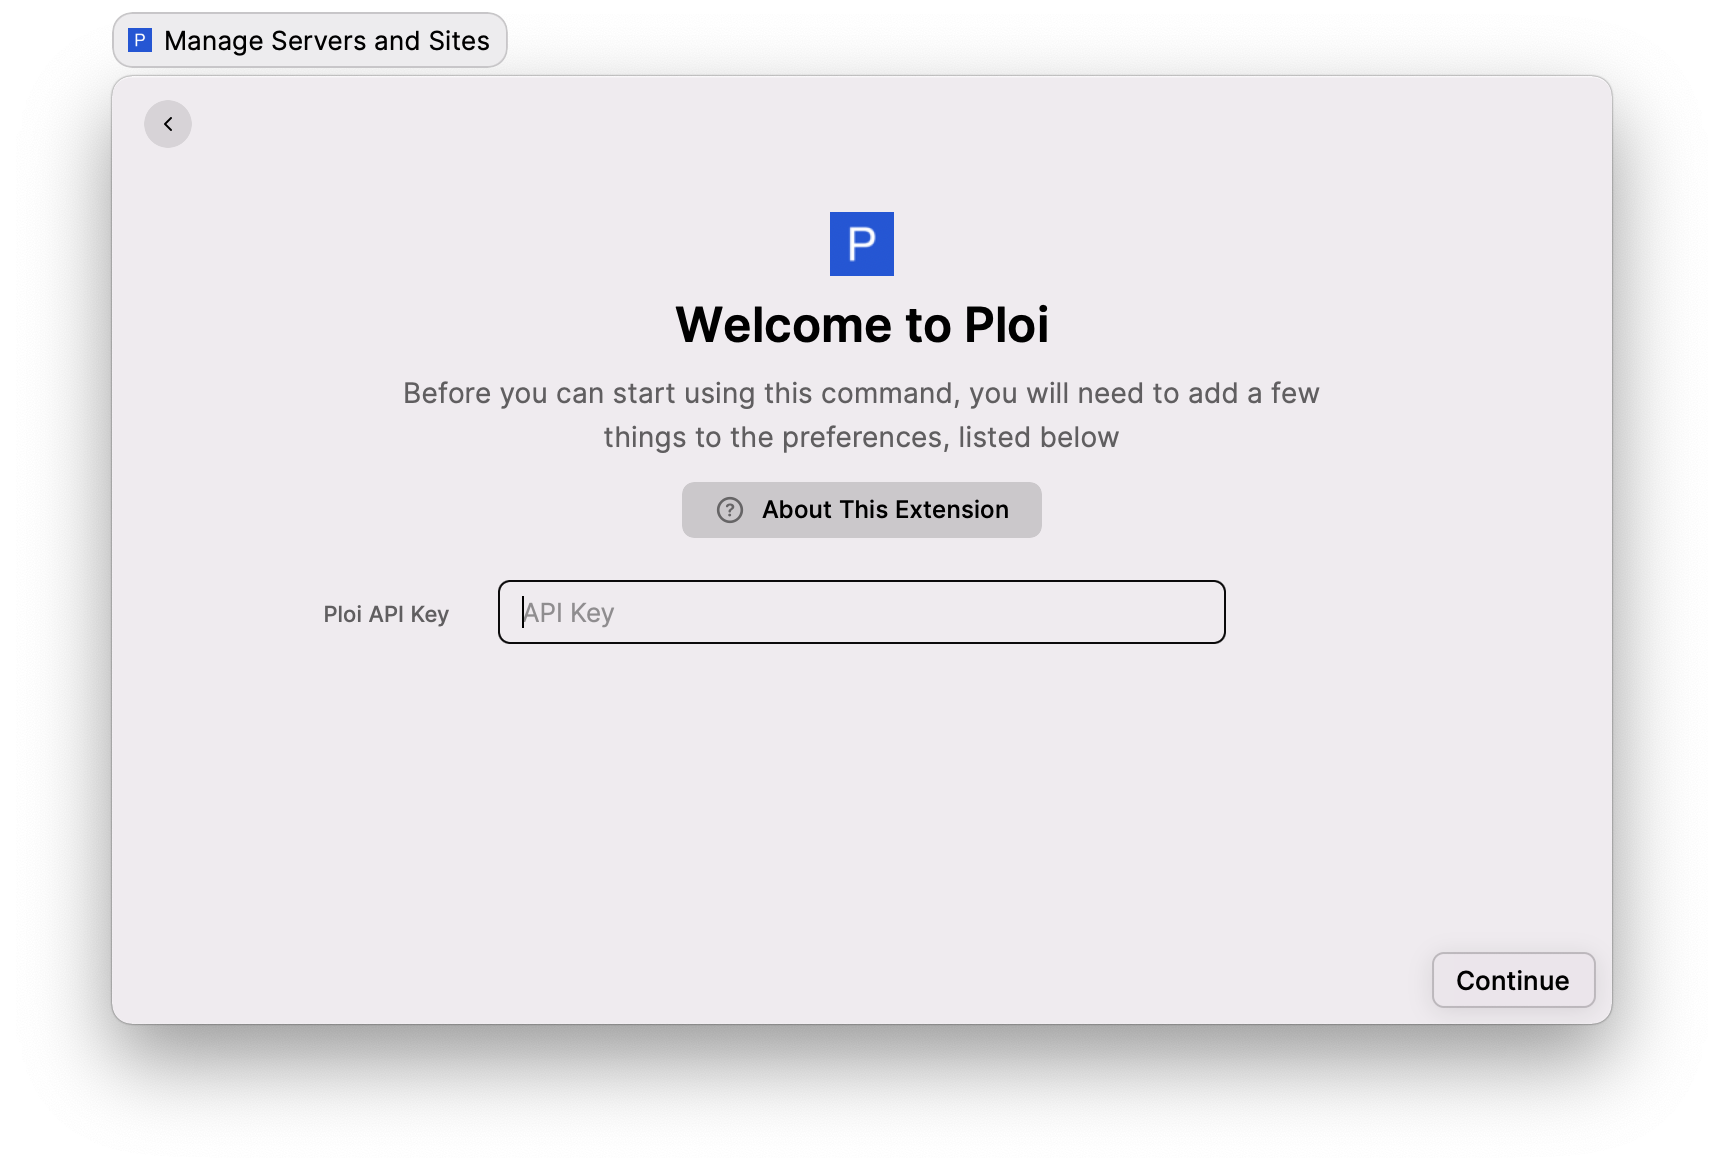 P Manage Servers and Sites
P
Welcome to Ploi
Before you can start using this command, you will need to add a few
things to the preferences, listed below
? About This Extension
Ploi API Key API Key
Continue